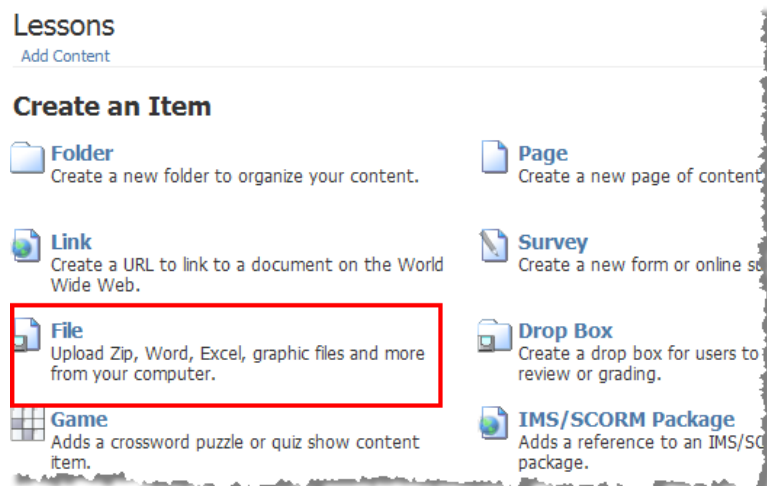 Lessons
Add Content
Create an Item
Folder
Create a new folder to organize your content.
Page
Create a new page of content
Link
Create a URL to link to a document on the World
Wide Web.
Survey
Create a new form or online
File
Upload Zip, Word, Excel, graphic files and more
from your computer.
Drop Box
Create a drop box for users to
review or grading.
Game
Adds a crossword puzzle or quiz show content
item.
IMS/SCORM Package
Adds a reference to an
package.